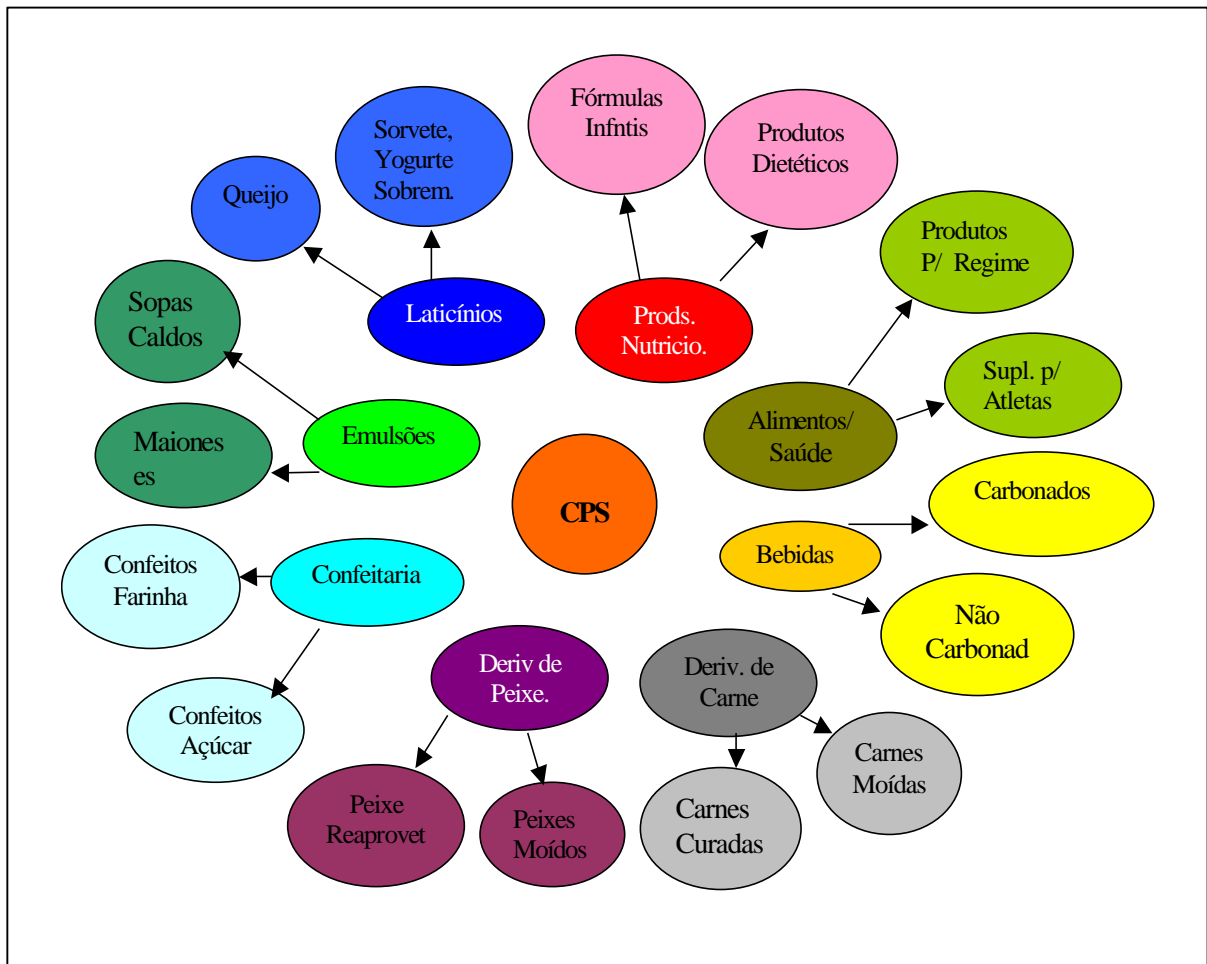 Fórmulas
Infntis
Produtos
Dietéticos
Sorvete,
Yogurte
Sobrem.
Queijo
Produtos
P/ Regime
Sopas
Caldos
Laticínios
Prods.
Nutricio.
Supl. p/
Atletas
Alimentos/
Saúde
Maiones
es
Emulsões
Carbonados
CPS
Bebidas
Confeitos
Farinha
Confeitaria
Não
Carbonad
Deriv de
Peixe.
Deriv. de
Carne
Confeitos
Açúcar
Carnes
Moídas
Peixe
Reaprovet
Peixes
Moídos
Carnes
Curadas